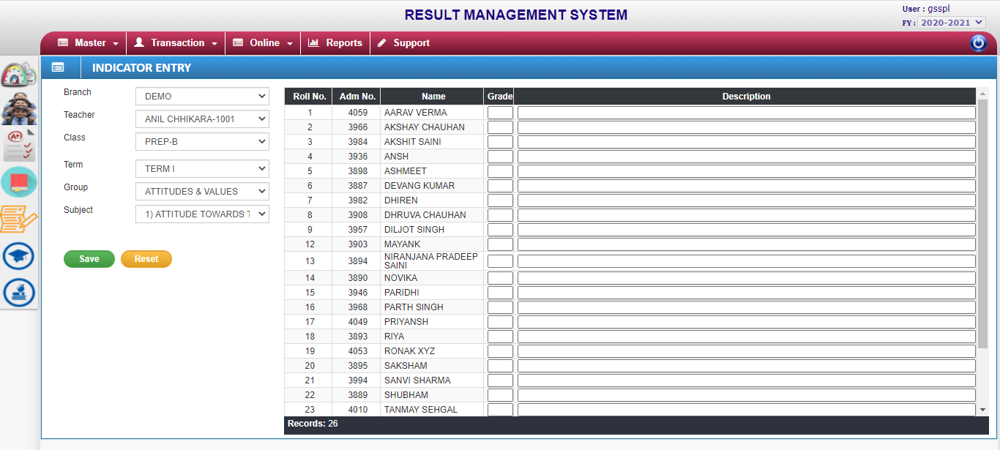 RESULT MANAGEMENT SYSTEM
User : gsspl
FY : 2020-2021
Master Transaction Online Reports Support
INDICATOR ENTRY
Branch DEMO
Teacher ANIL CHHIKARA-1001
Class PREP-B
Term TERM I
Group ATTITUDES & VALUES
Subject 1) ATTITUDE TOWARDS T
Save Reset
Roll No. Adm No. Name Grade Description
1 4059 AARAV VERMA
2 3966 AKSHAY CHAUHAN
3 3984 AKSHIT SAINI
4 3936 ANSH
5 3898 ASHMEET
6 3887 DEVANG KUMAR
7 3982 DHIREN
8 3908 DHRUVA CHAUHAN
9 3957 DILJOT SINGH
12 3903 MAYANK
13 3894 NIRANJANA PRADEEP
SAINI
14 3890 NOVIKA
15 3946 PARIDHI
16 3968 PARTH SINGH
17 4049 PRIYANSH
18 3893 RIYA
19 4053 RONAK XYZ
20 3895 SAKSHAM
21 3994 SANVI SHARMA
22 3889 SHUBHAM
23 4010 TANMAY SEHGAL
Records: 26
A+